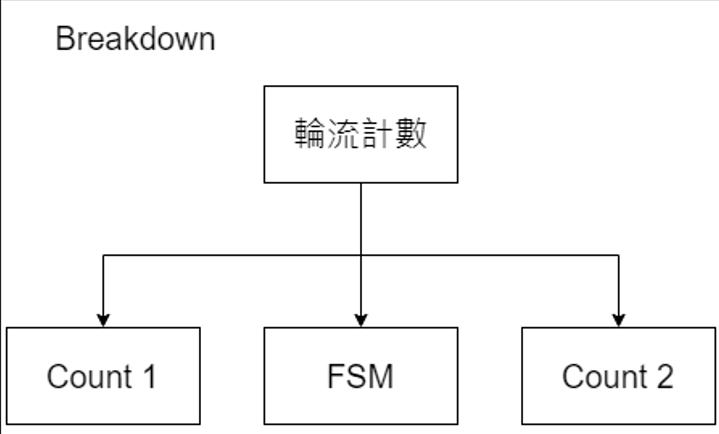 Breakdown
輪流計數
Count 1
FSM
Count 2